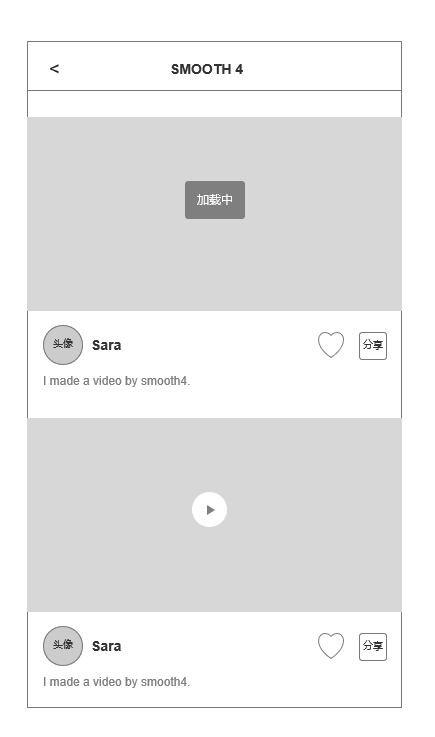 < SMOOTH 4
加载中
头像 Sara 分享
I made a video by smooth4.
头像 Sara 分享
I made a video by smooth4.